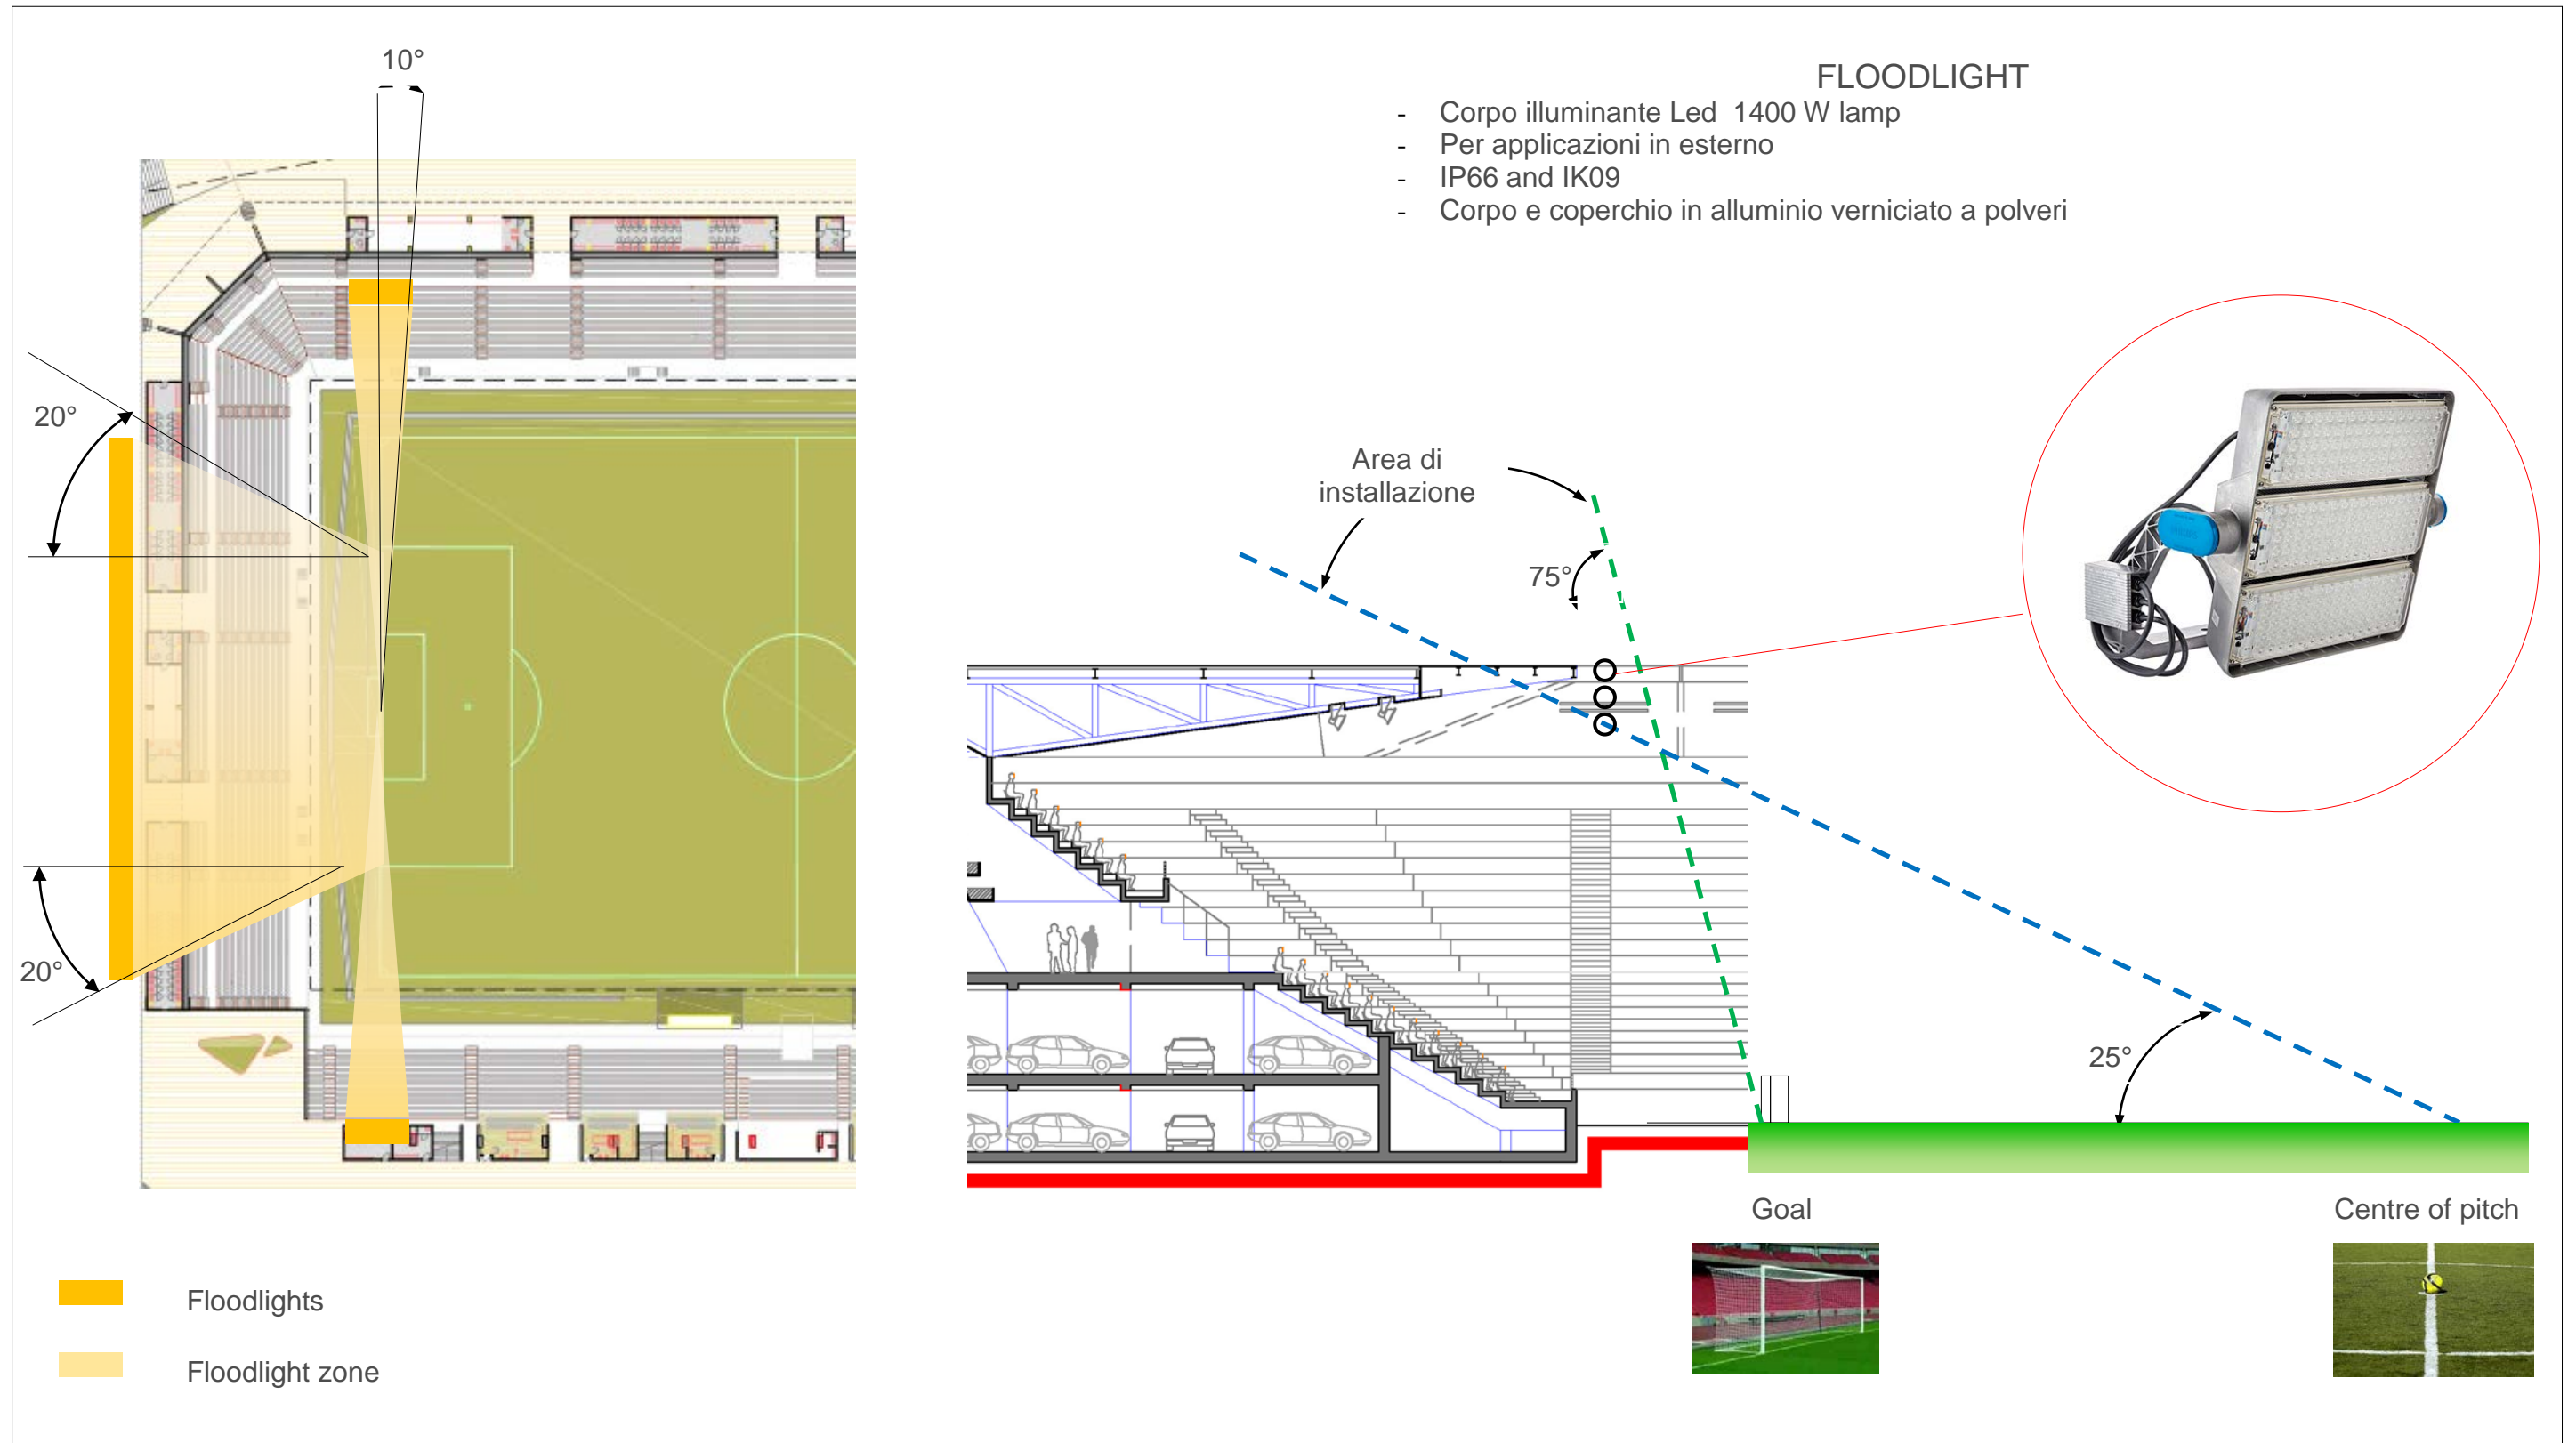 10°
FLOODLIGHT
- Corpo illuminante Led 1400 W lamp
- Per applicazioni in esterno
- IP66 and IK09
- Corpo e coperchio in alluminio verniciato a polveri
20°
Area di
installazione
75°
20°
25°
Goal
Centre of pitch
Floodlights
Floodlight zone